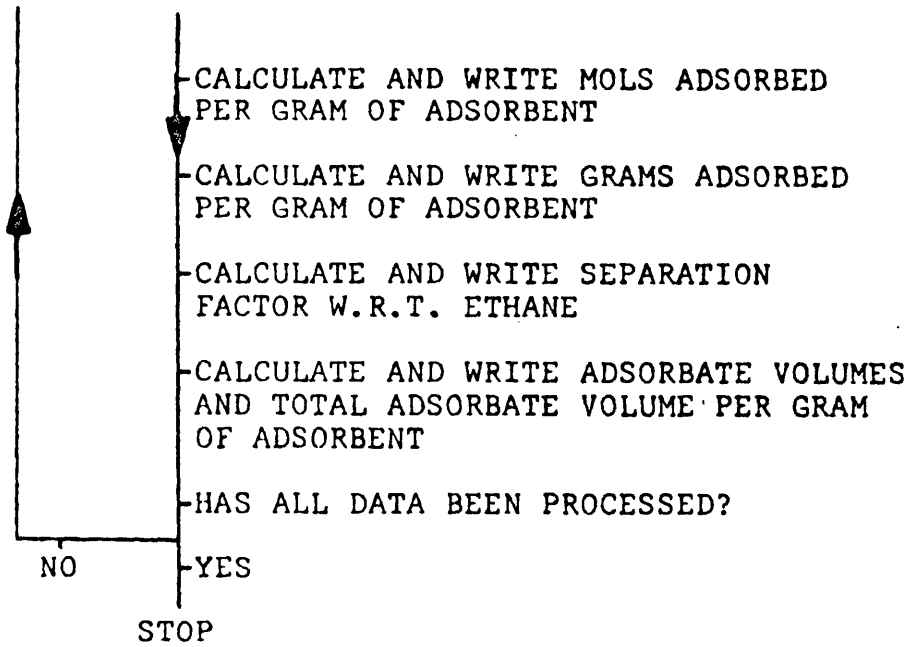 CALCULATE AND WRITE MOLS ADSORBED
PER GRAM OF ADSORBENT
CALCULATE AND WRITE GRAMS ADSORBED
PER GRAM OF ADSORBENT
CALCULATE AND WRITE SEPARATION
FACTOR W.R.T. ETHANE
CALCULATE AND WRITE ADSORBATE VOLUMES
AND TOTAL ADSORBATE VOLUME PER GRAM
OF ADSORBENT
HAS ALL DATA BEEN PROCESSED?
NO
YES
STOP